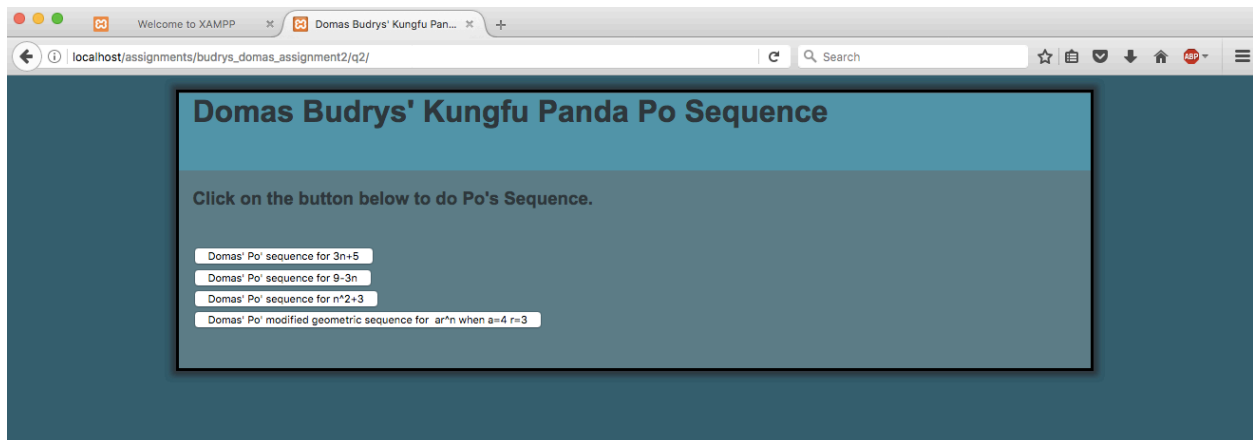 Welcome to XAMPP
Domas Budrys' Kungfu Pan...
localhost/assignments/budrys_domas_assignment2/q2/
Search
ABP
Domas Budrys' Kungfu Panda Po Sequence
Click on the button below to do Po's Sequence.
Domas' Po' sequence for 3n+5
Domas' Po' sequence for 9-3n
Domas' Po' sequence for n^2+3
Domas' Po' modified geometric sequence for  ar^n when a=4 r=3